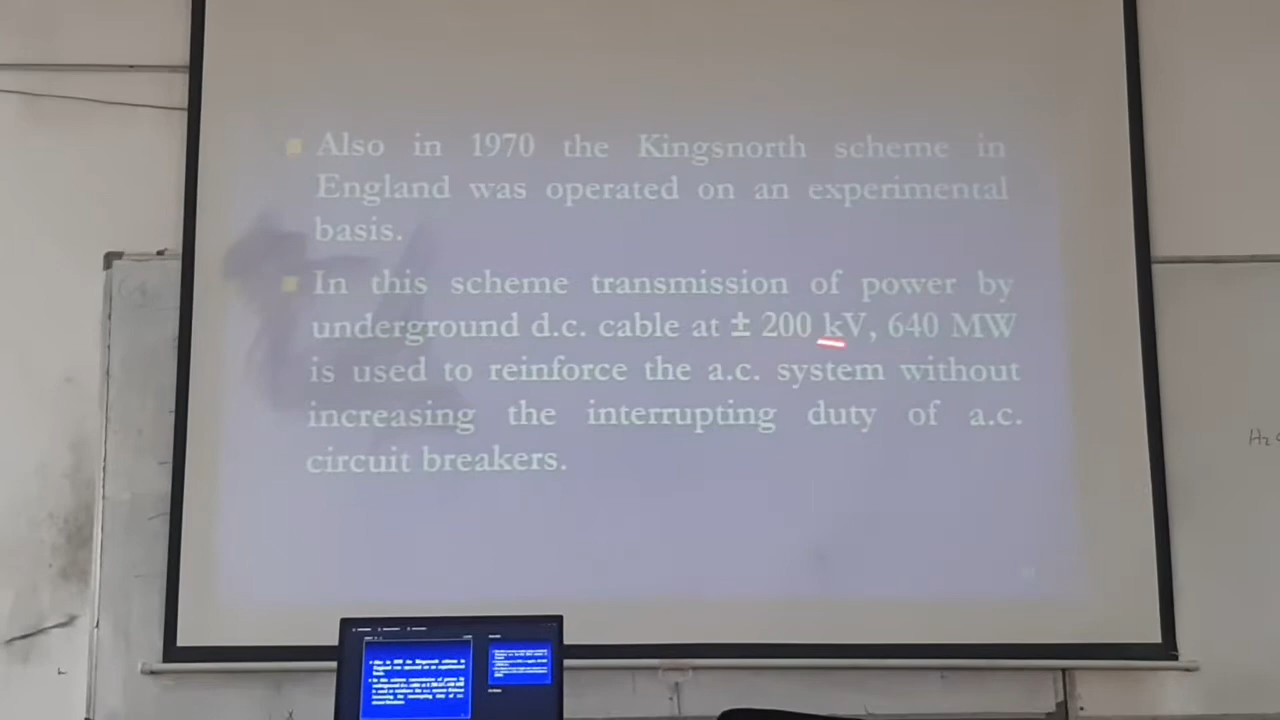 Also in 1970 the Kingsnorth scheme in
England was operated on an experimental
basis.
In this scheme transmission of power by
underground d.c. cable at ± 200 kV, 640 MW
is used to reinforce the a.c. system without
increasing the interrupting duty of a.c.
circuit breakers.